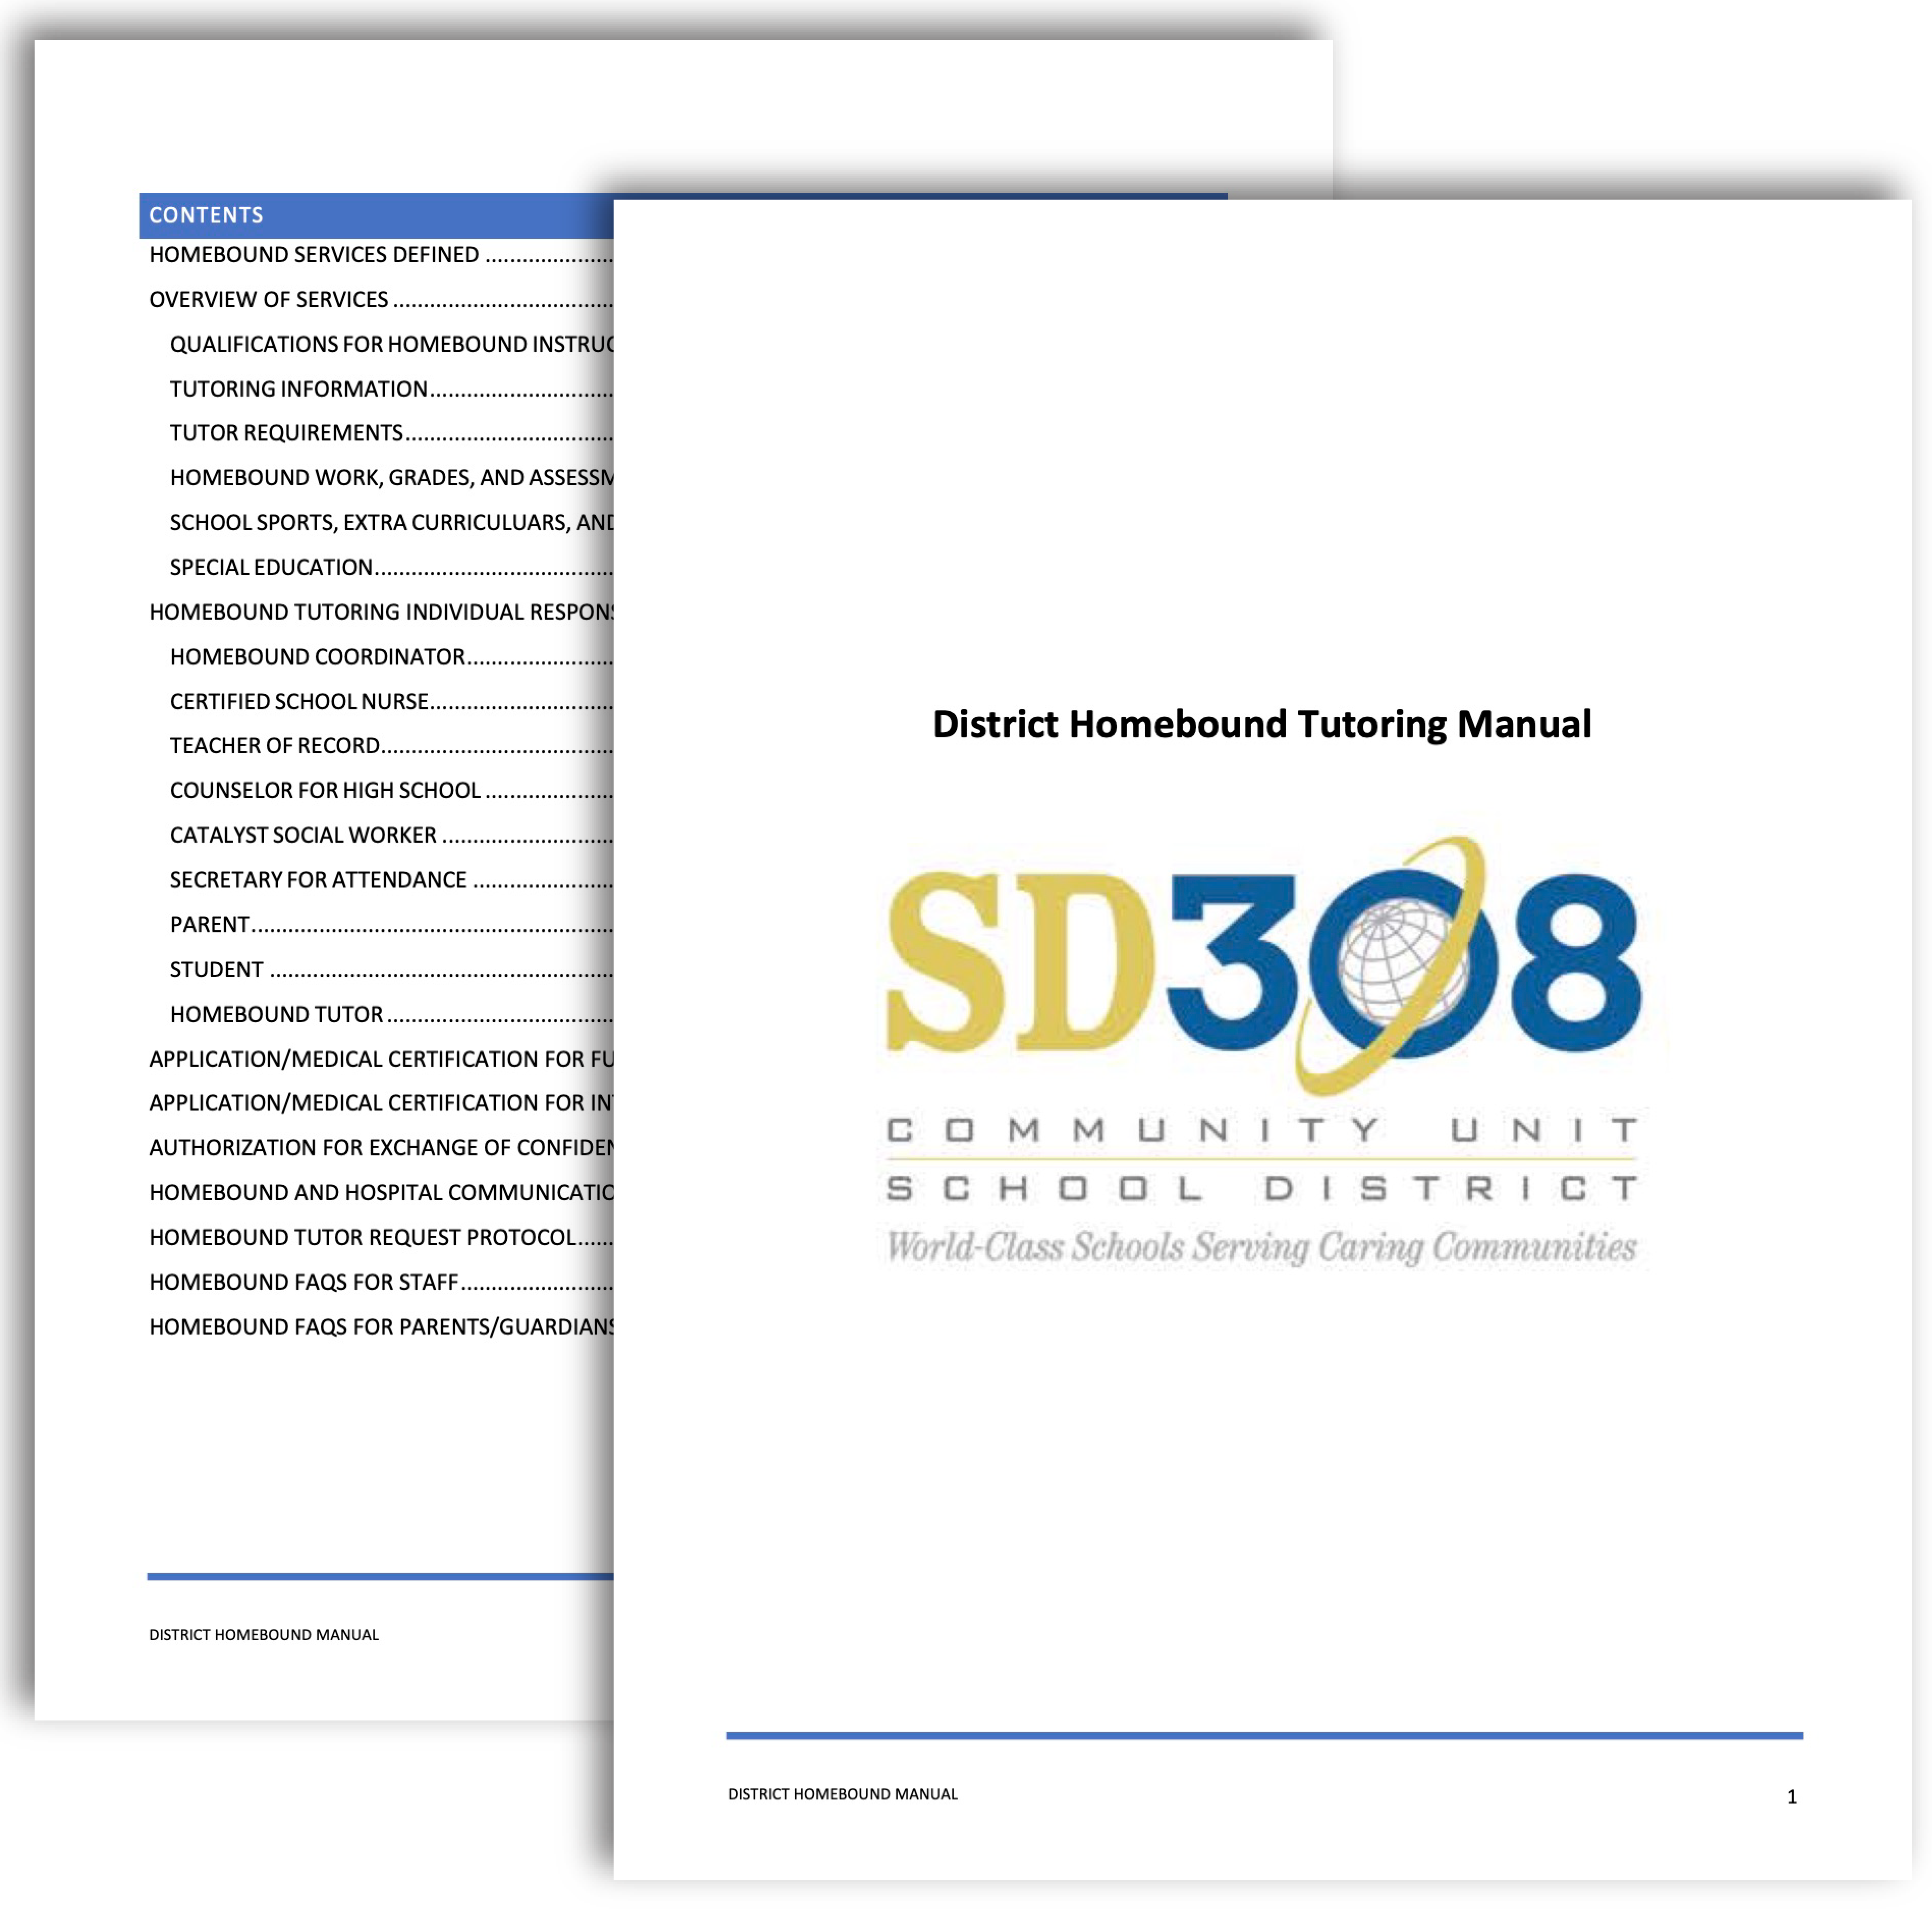 CONTENTS
HOMEBOUND SERVICES DEFINED ....................
OVERVIEW OF SERVICES ....................................
QUALIFICATIONS FOR HOMEBOUND
TUTORING INFORMATION..............................
TUTOR REQUIREMENTS..................................
HOMEBOUND WORK, GRADES, AND
SCHOOL SPORTS, EXTRA CURRICULUARS, AND
SPECIAL EDUCATION.......................................
HOMEBOUND TUTORING INDIVIDUAL
HOMEBOUND COORDINATOR........................
CERTIFIED SCHOOL NURSE..............................
TEACHER OF RECORD......................................
COUNSELOR FOR HIGH SCHOOL .....................
CATALYST SOCIAL WORKER ............................
SECRETARY FOR ATTENDANCE .......................
PARENT...........................................................
STUDENT ........................................................
HOMEBOUND TUTOR.....................................
APPLICATION/MEDICAL CERTIFICATION FOR
APPLICATION/MEDICAL CERTIFICATION FOR
AUTHORIZATION FOR EXCHANGE OF
HOMEBOUND AND HOSPITAL
HOMEBOUND TUTOR REQUEST PROTOCOL......
HOMEBOUND FAQS FOR STAFF.........................
HOMEBOUND FAQS FOR PARENTS/GUARDIANS
DISTRICT HOMEBOUND MANUAL
District Homebound Tutoring Manual
SD308
COMMUNITY UNIT
SCHOOL DISTRICT
World-Class Schools Serving Caring Communities
DISTRICT HOMEBOUND MANUAL 1